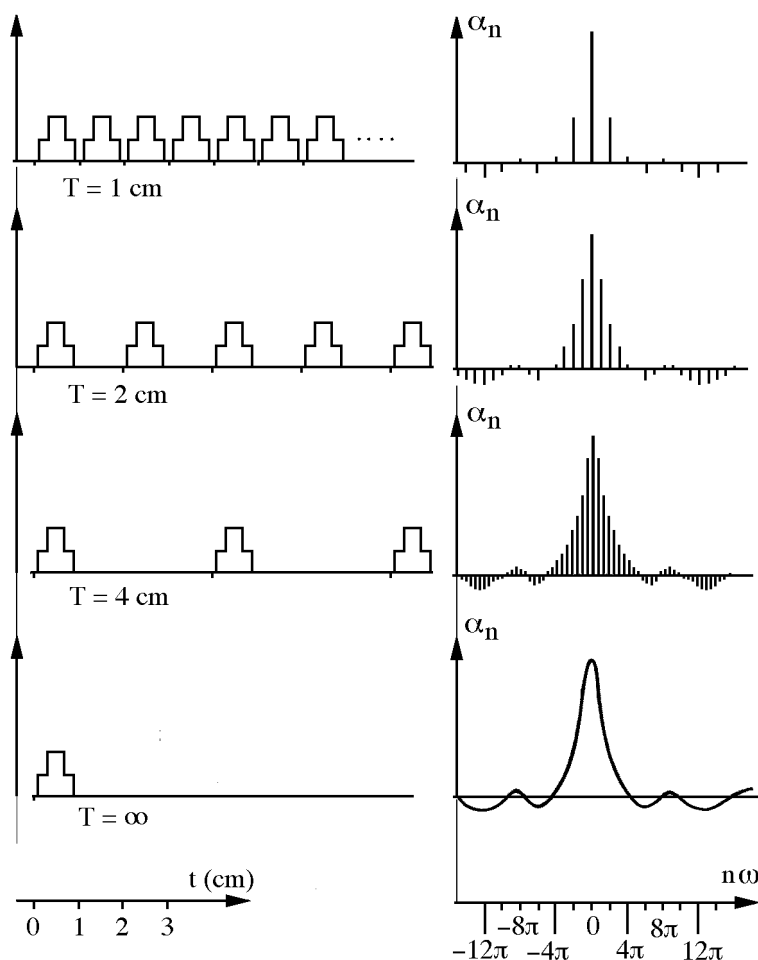 αn
....
T = 1 cm
αn
T = 2 cm
αn
T = 4 cm
αn
T = ∞
t (cm)
0 1 2 3
nω
−8π 0 8π
−12π −4π 4π 12π